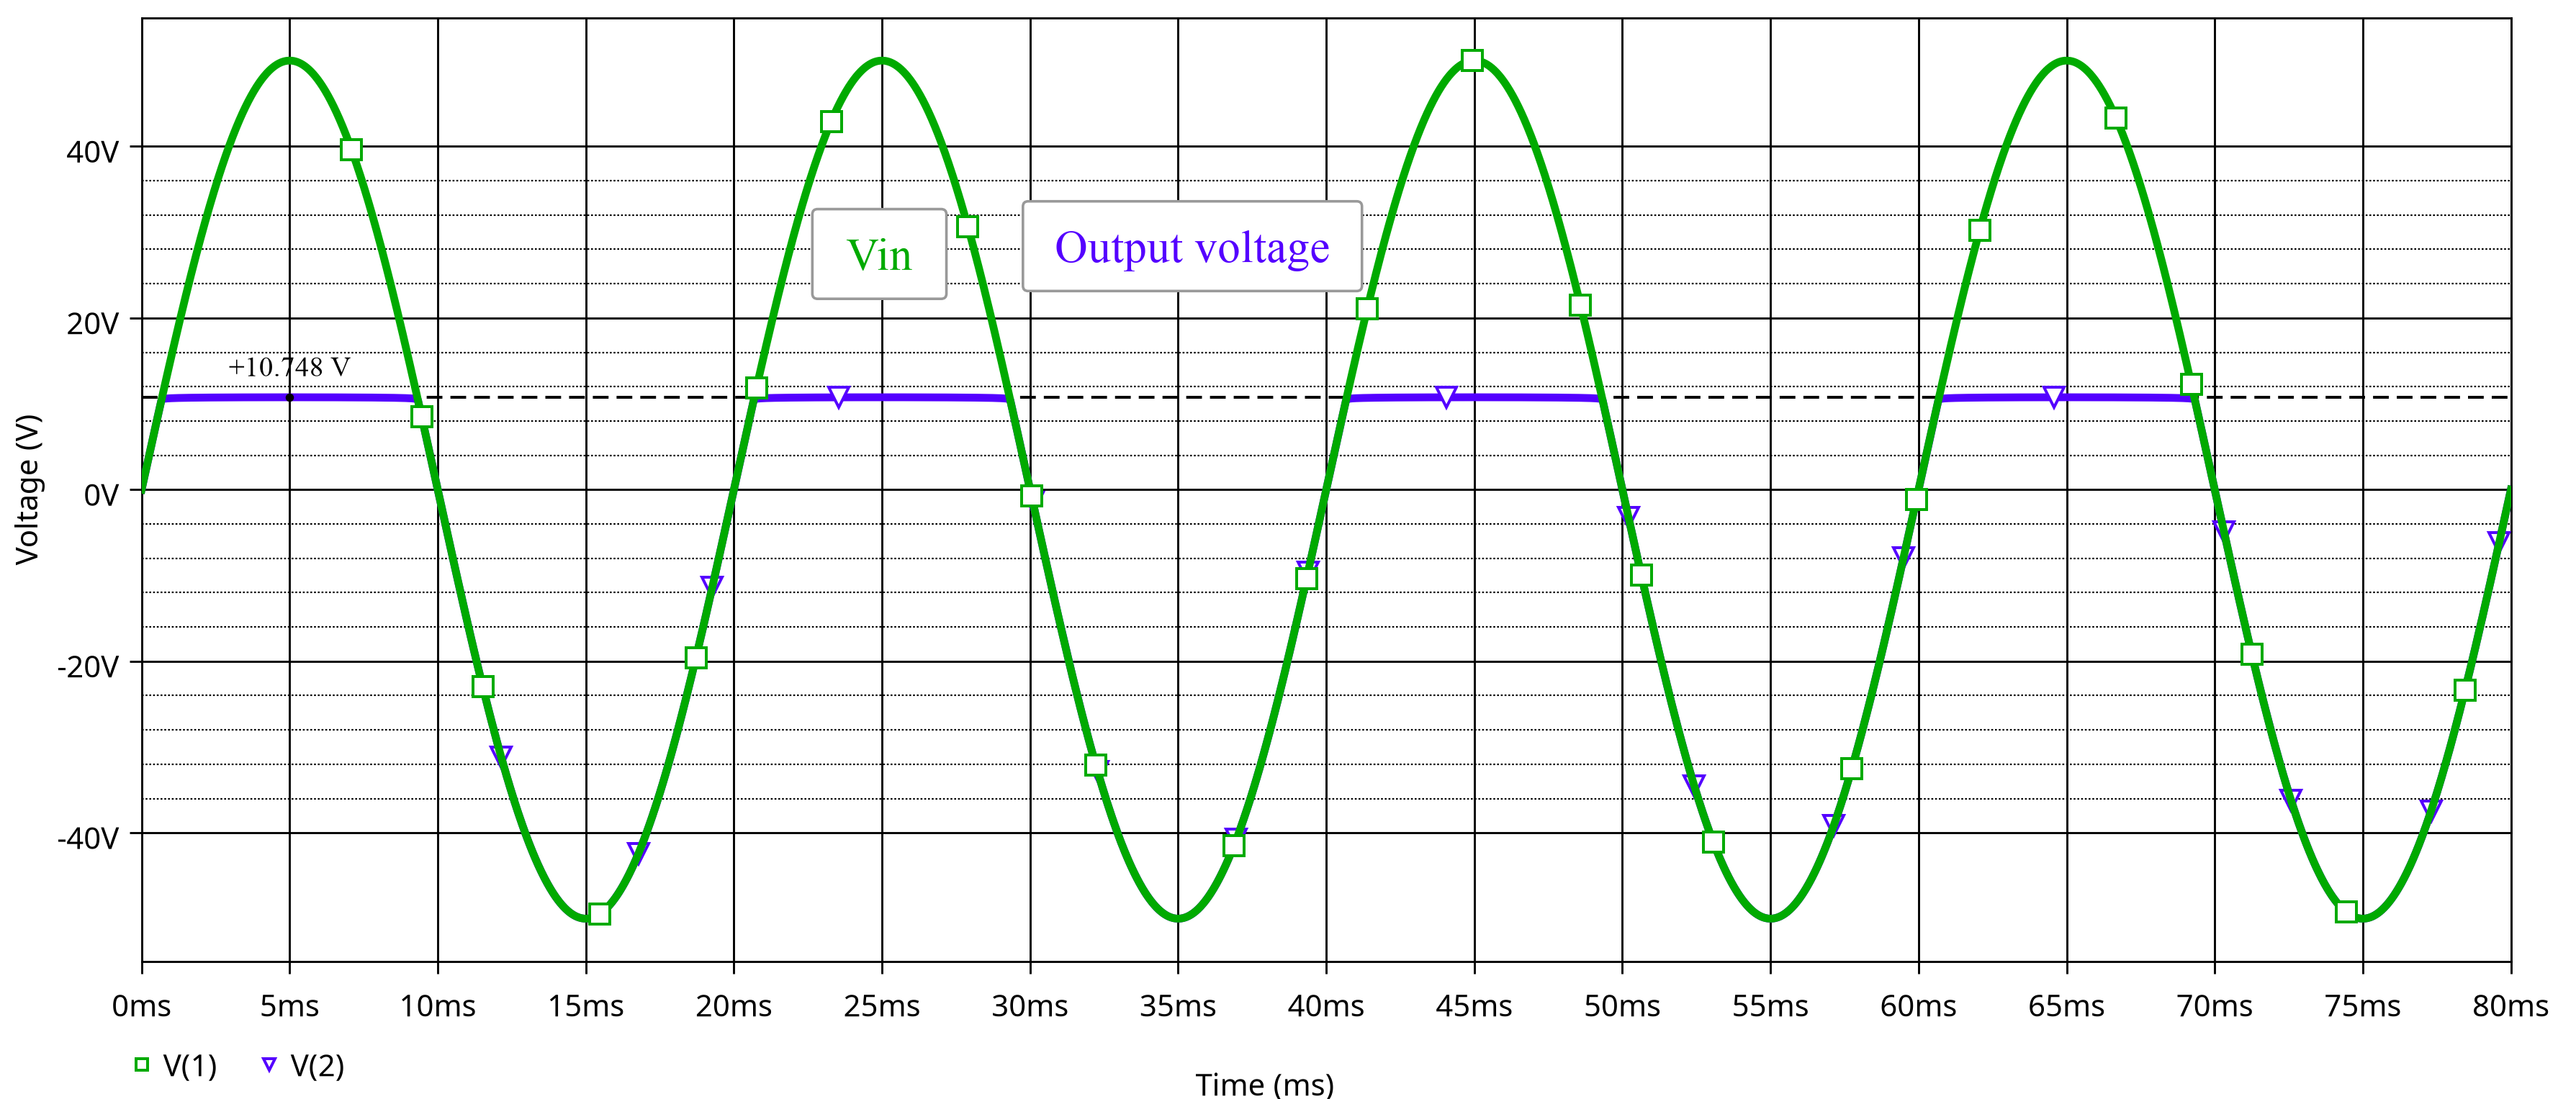 40V
20V
0V
-20V
-40V
Voltage (V)
Vin
Output voltage
+10.748 V
0ms 5ms 10ms 15ms 20ms 25ms 30ms 35ms 40ms 45ms 50ms 55ms 60ms 65ms 70ms 75ms 80ms
V(1) V(2)
Time (ms)